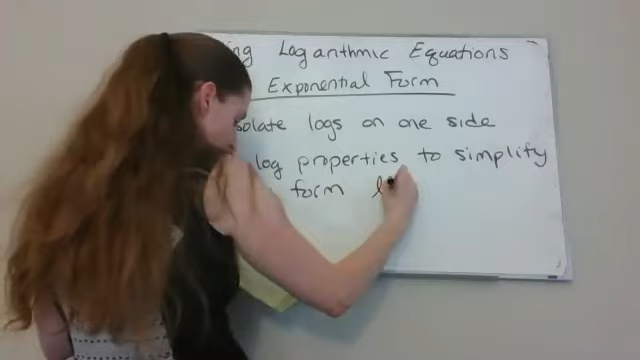 ing Logarithmic Equations
Exponential Form
solate logs on one side
log properties to simplify
form l